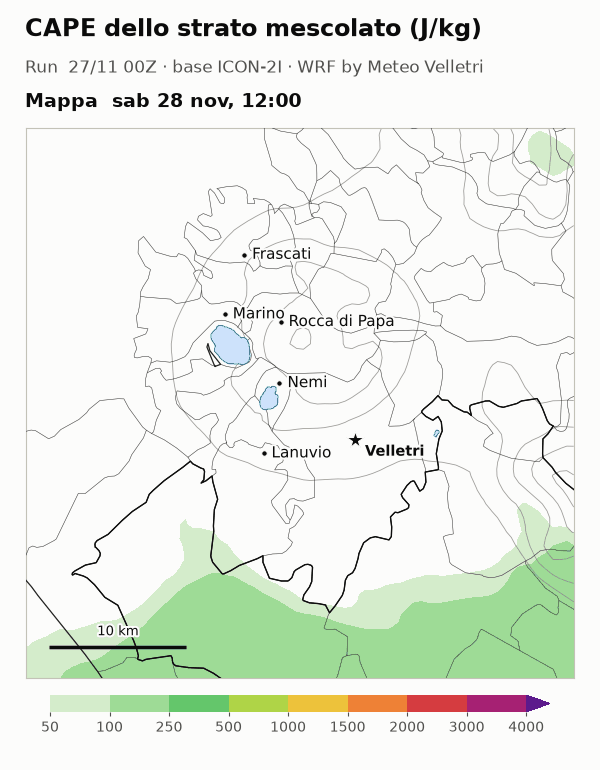 CAPE dello strato mescolato (J/kg)
Run  27/11 00Z · base ICON-2I · WRF by Meteo Velletri
Mappa  sab 28 nov, 12:00
Frascati
Marino
Rocca di Papa
Nemi
Velletri
Lanuvio
10 km
50 100 250 500 1000 1500 2000 3000 4000